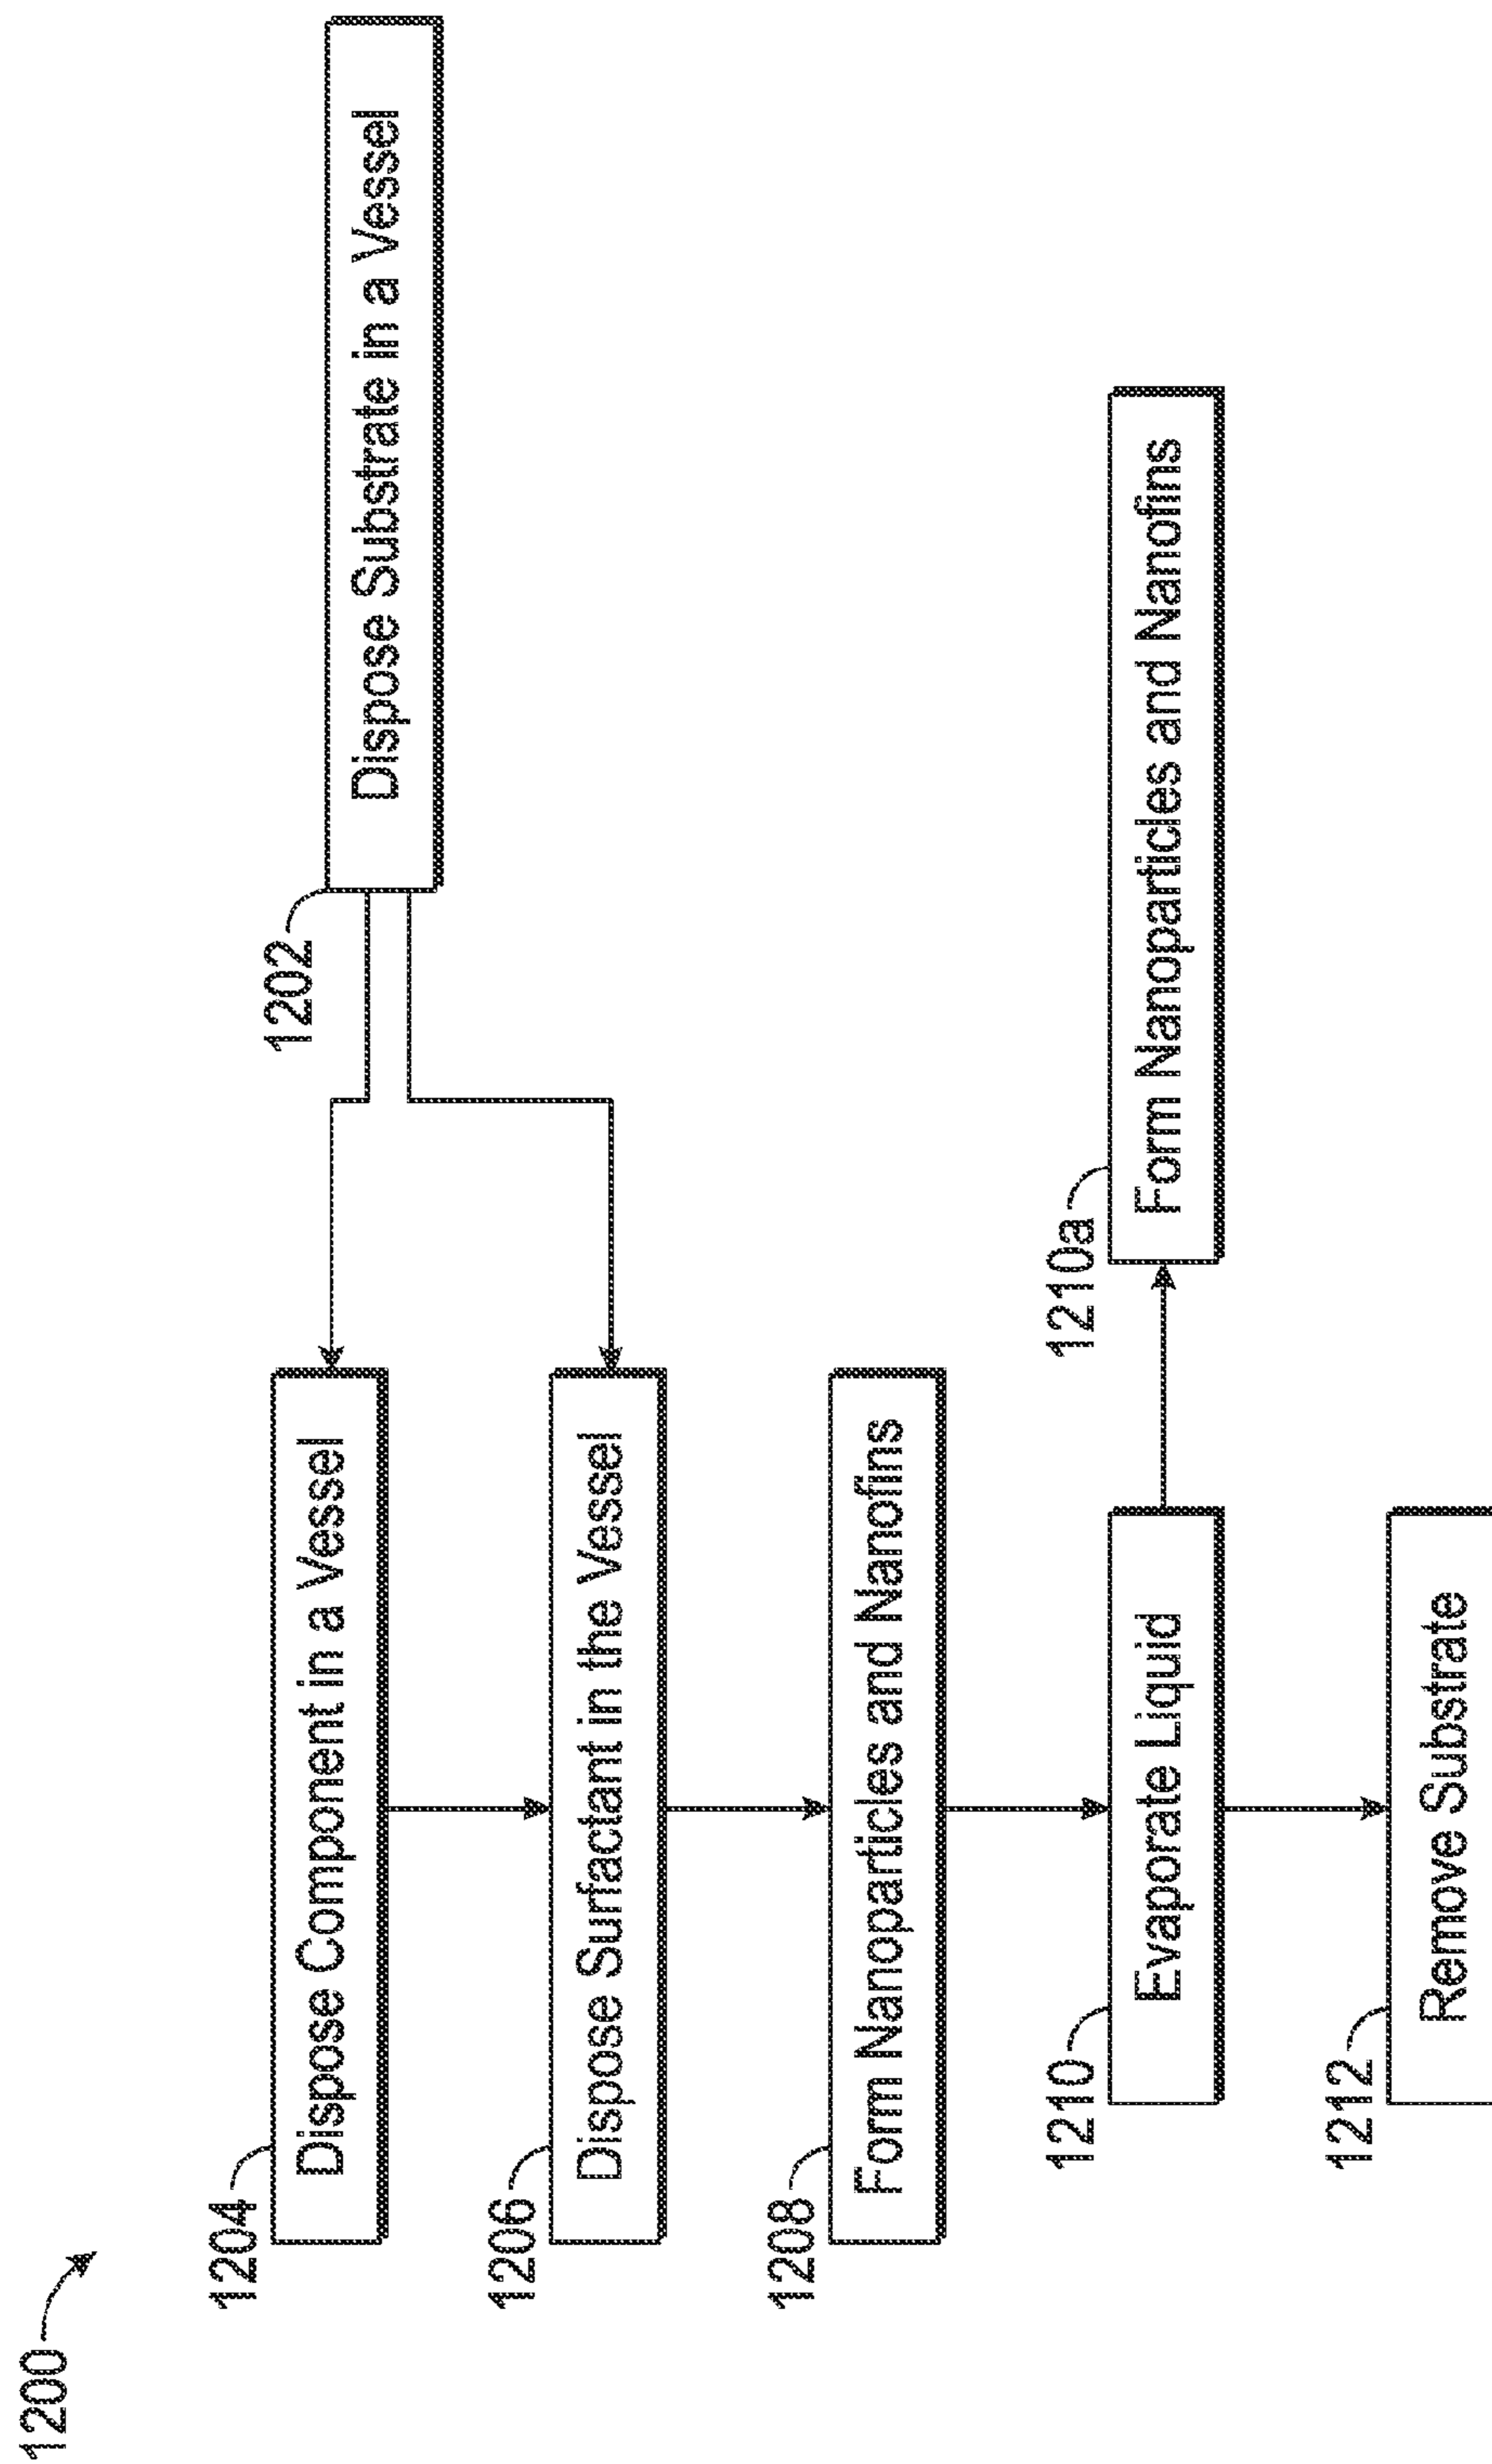 1200
1202
Dispose Substrate in a Vessel
1204
Dispose Component in a Vessel
1206
Dispose Surfactant in the Vessel
1208
Form Nanoparticles and Nanofins
1210
Evaporate Liquid
1210a
Form Nanoparticles and Nanofins
1212
Remove Substrate